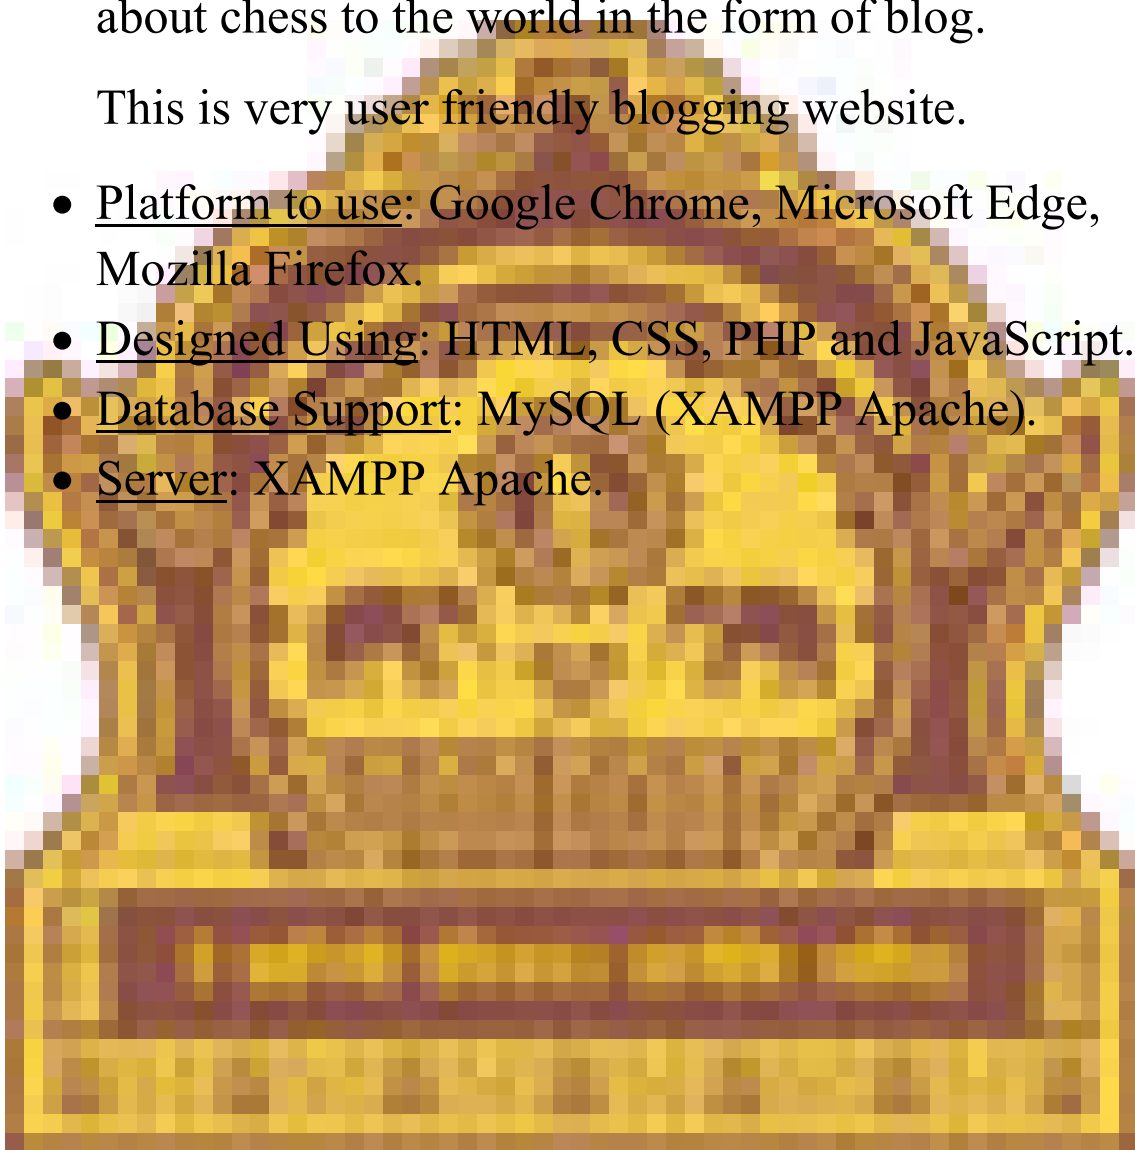 about chess to the world in the form of blog.
This is very user friendly blogging website.
• Platform to use: Google Chrome, Microsoft Edge,
Mozilla Firefox.
• Designed Using: HTML, CSS, PHP and JavaScript.
• Database Support: MySQL (XAMPP Apache).
• Server: XAMPP Apache.